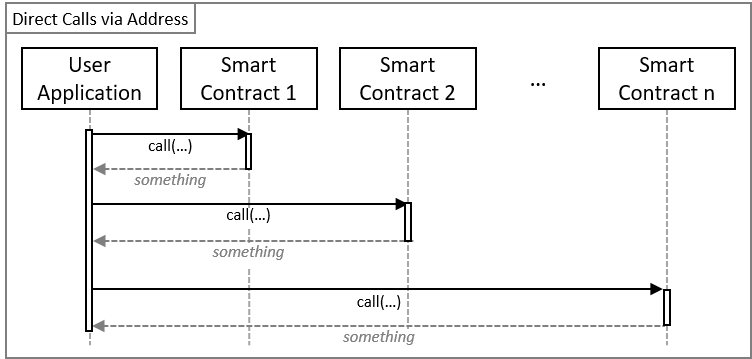 Direct Calls via Address
User
Application
Smart
Contract 1
Smart
Contract 2
...
Smart
Contract n
call(...)
something
call(...)
something
call(...)
something